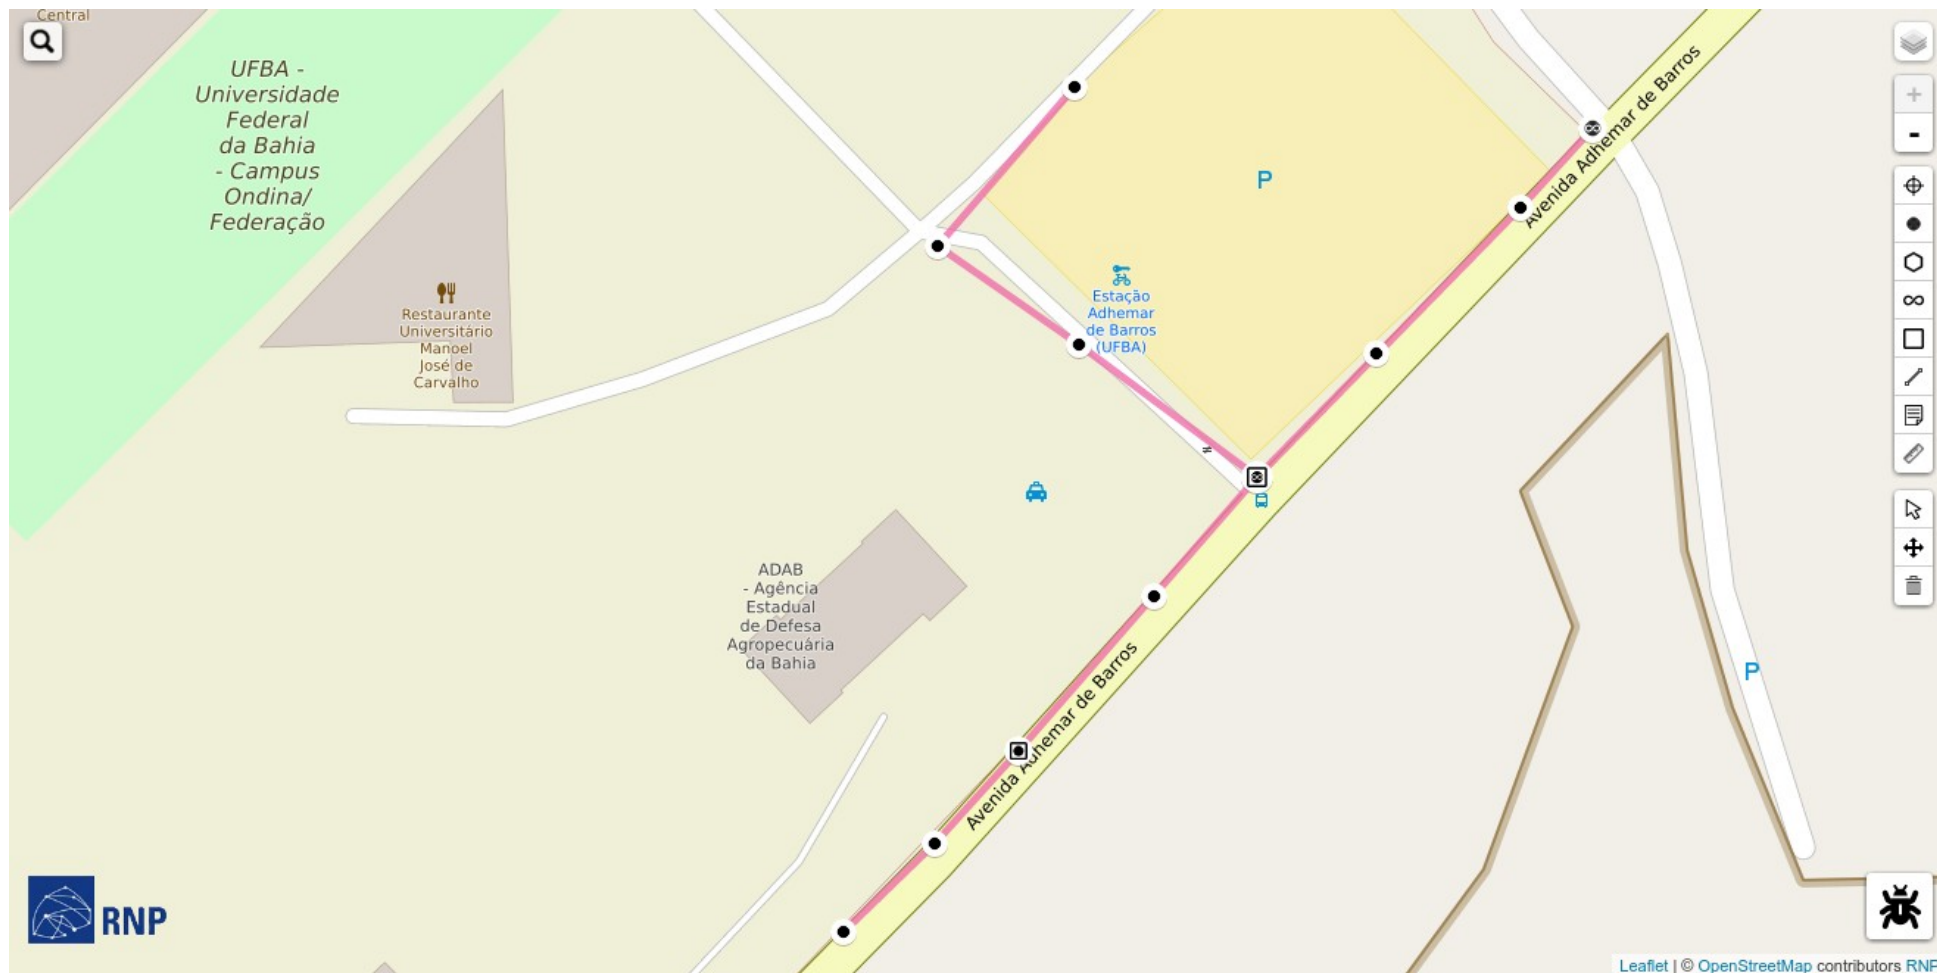 Central
UFBA -
Universidade
Federal
da Bahia
- Campus
Ondina/
Federação
Restaurante
Universitário
Manoel
José de
Carvalho
P
Estação
Adhemar
de Barros
(UFBA)
Avenida Adhemar de Barros
ADAB
- Agência
Estadual
de Defesa
Agropecuária
da Bahia
Avenida Adhemar de Barros
P
RNP
Leaflet | © OpenStreetMap contributors RNP